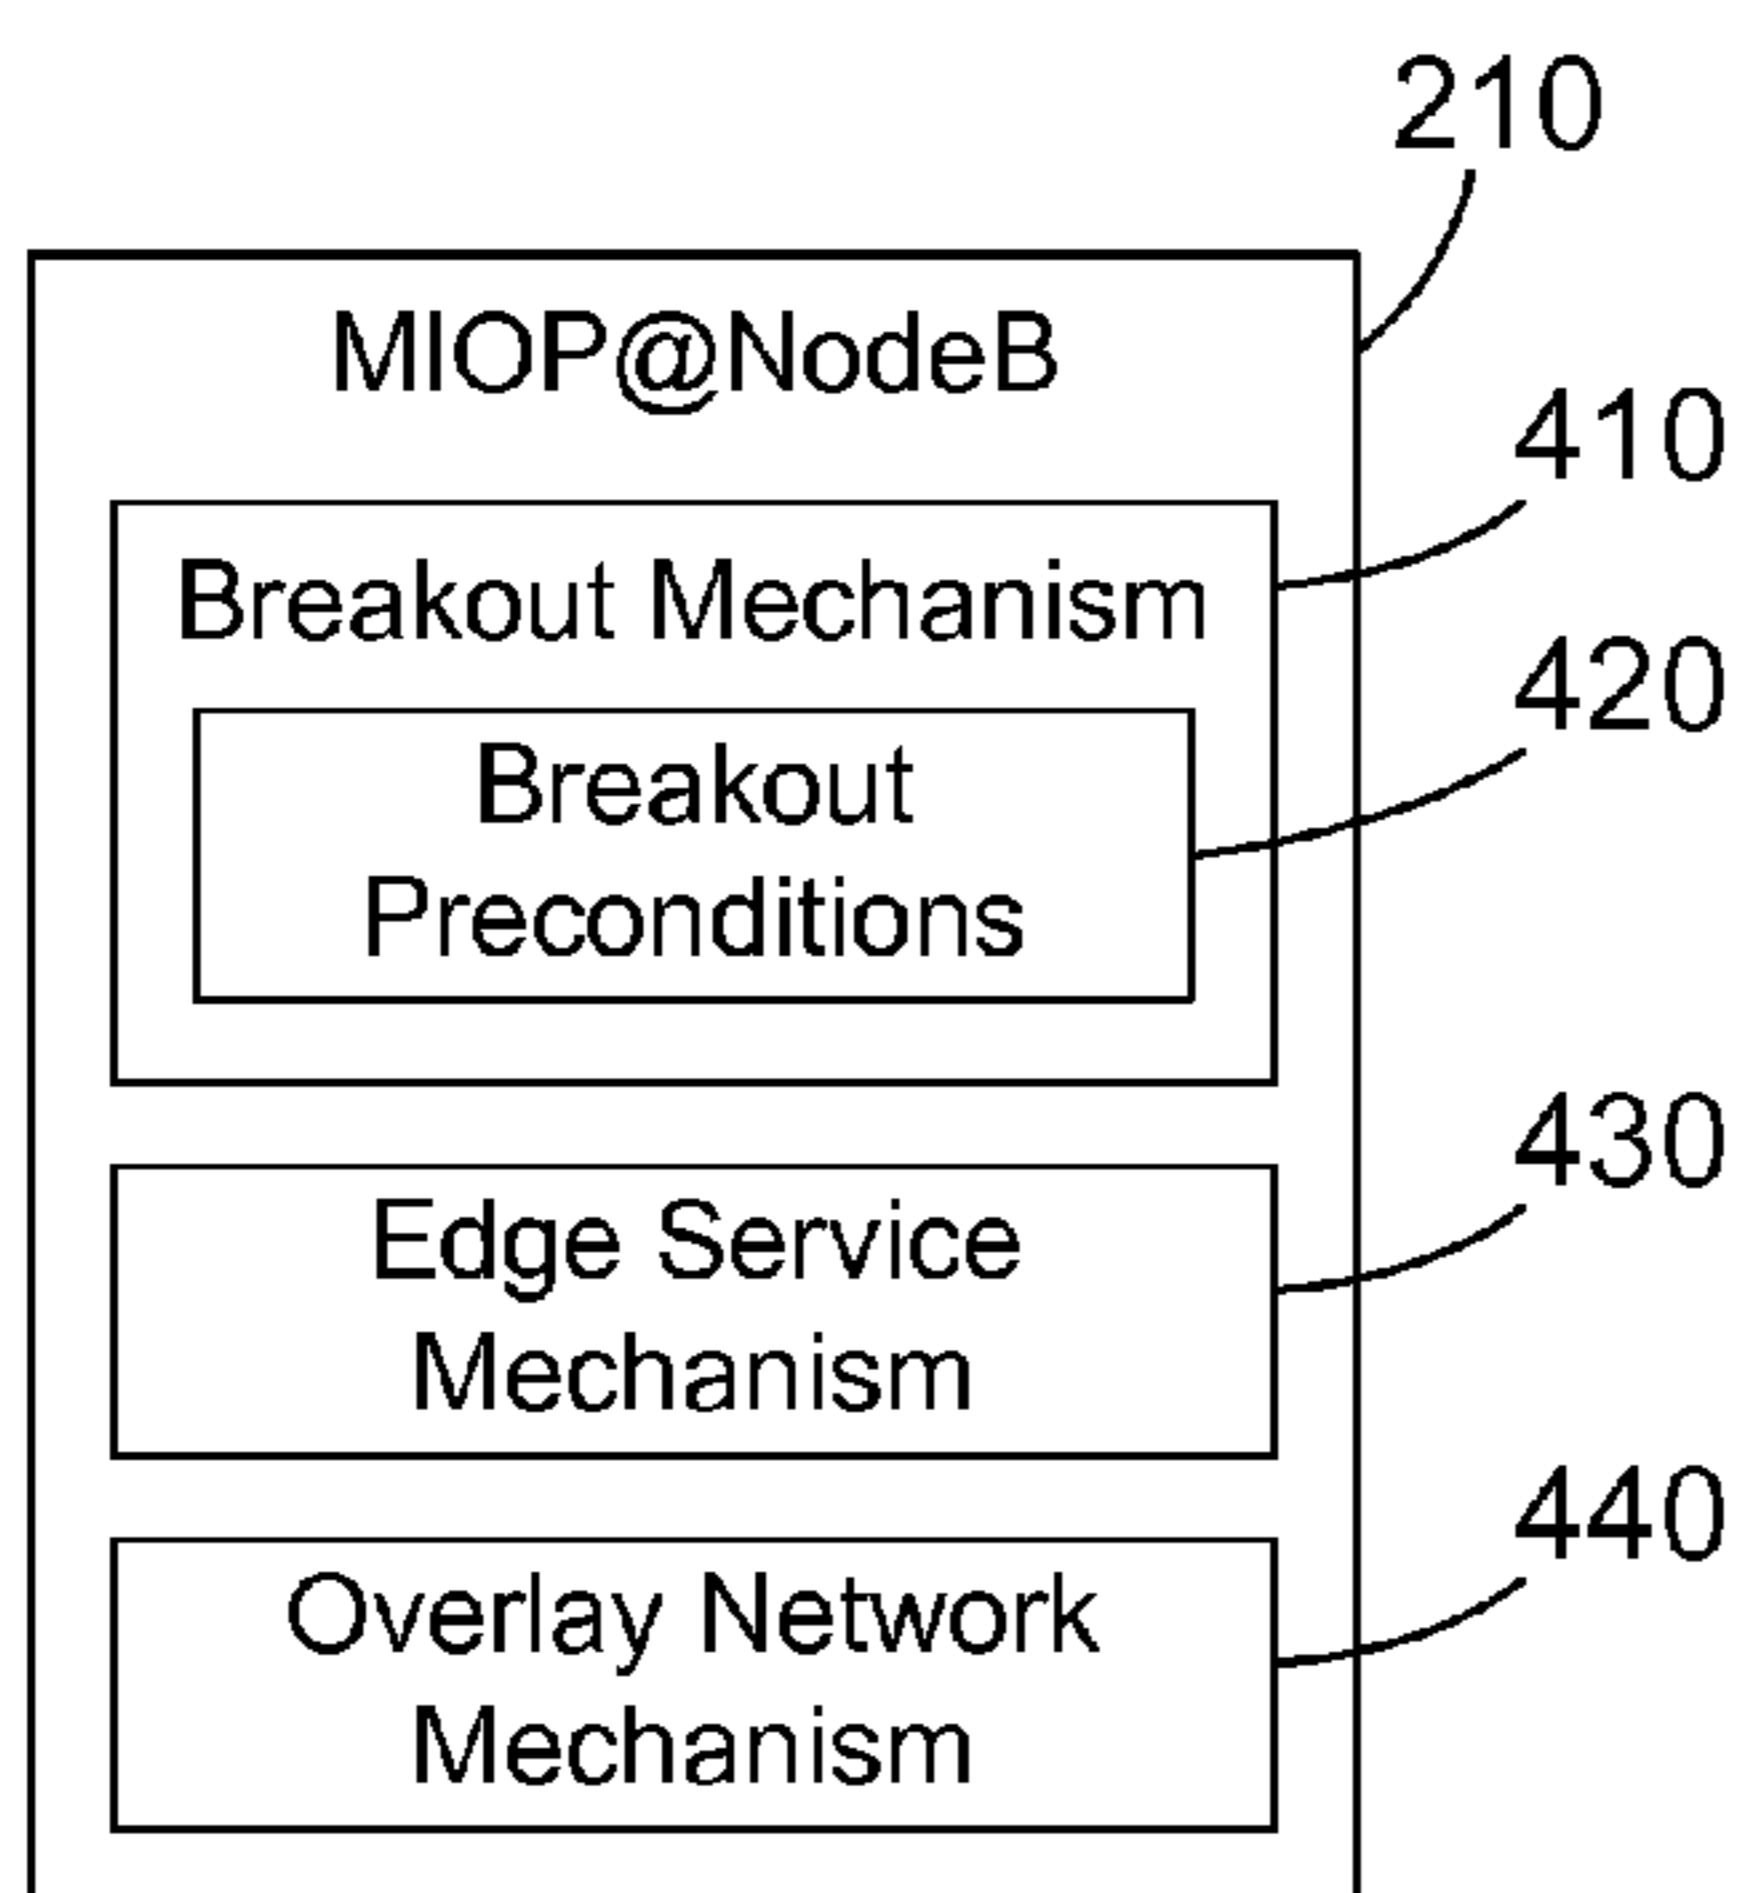 210
MIOP@NodeB
410
Breakout Mechanism
420
Breakout
Preconditions
430
Edge Service
Mechanism
440
Overlay Network
Mechanism